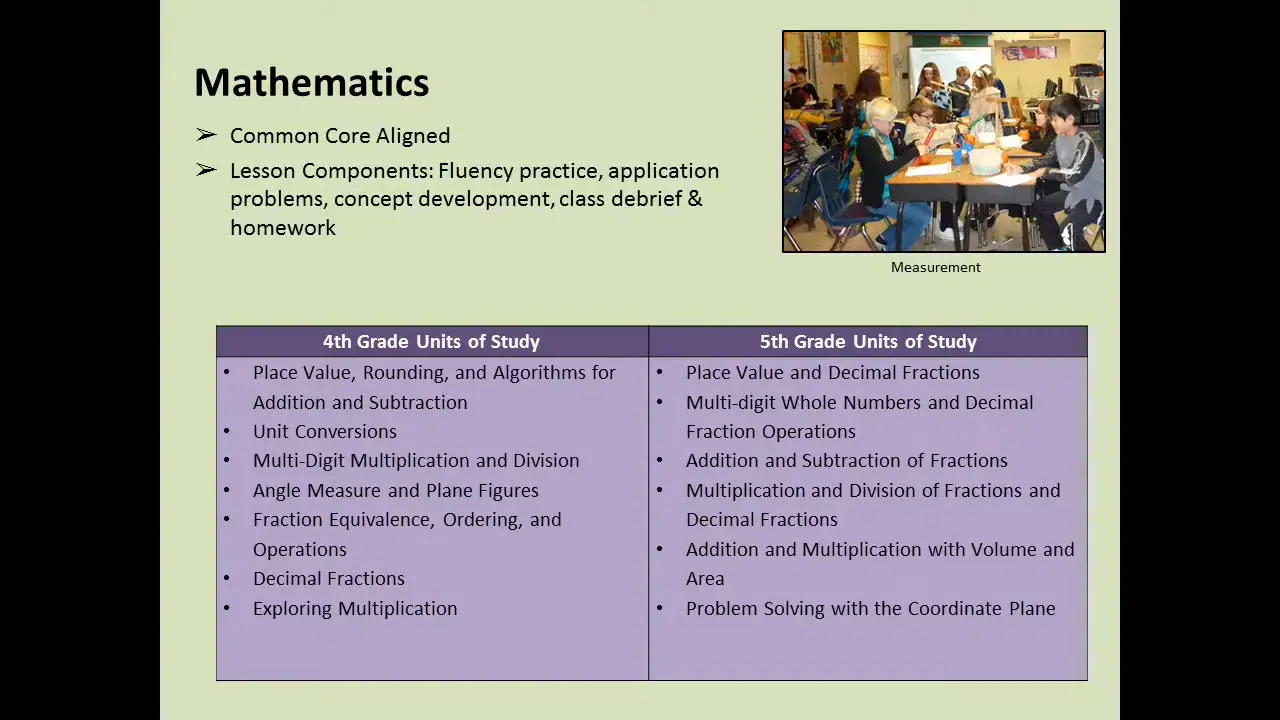 Mathematics
➢ Common Core Aligned
➢ Lesson Components: Fluency practice, application
problems, concept development, class debrief &
homework
Measurement
4th Grade Units of Study
• Place Value, Rounding, and Algorithms for
Addition and Subtraction
• Unit Conversions
• Multi-Digit Multiplication and Division
• Angle Measure and Plane Figures
• Fraction Equivalence, Ordering, and
Operations
• Decimal Fractions
• Exploring Multiplication
5th Grade Units of Study
• Place Value and Decimal Fractions
• Multi-digit Whole Numbers and Decimal
Fraction Operations
• Addition and Subtraction of Fractions
• Multiplication and Division of Fractions and
Decimal Fractions
• Addition and Multiplication with Volume and
Area
• Problem Solving with the Coordinate Plane